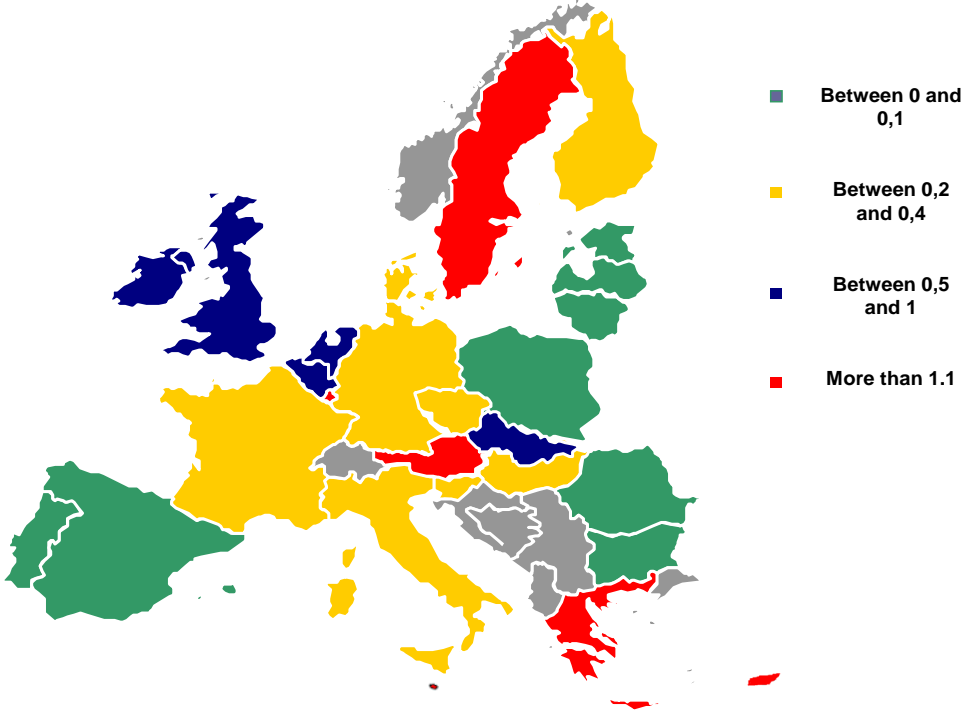 Between 0 and
0,1
Between 0,2
and 0,4
Between 0,5
and 1
More than 1.1